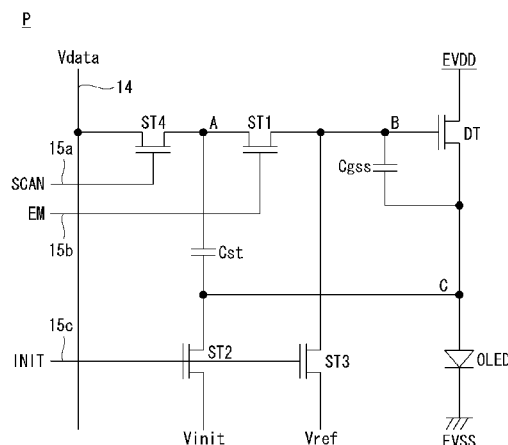 P
Vdata
EVDD
14
ST4
A
ST1
B
DT
15a
Cgss
SCAN
EM
15b
Cst
C
15c
INIT
ST2
ST3
OLED
Vinit
Vref
EVSS